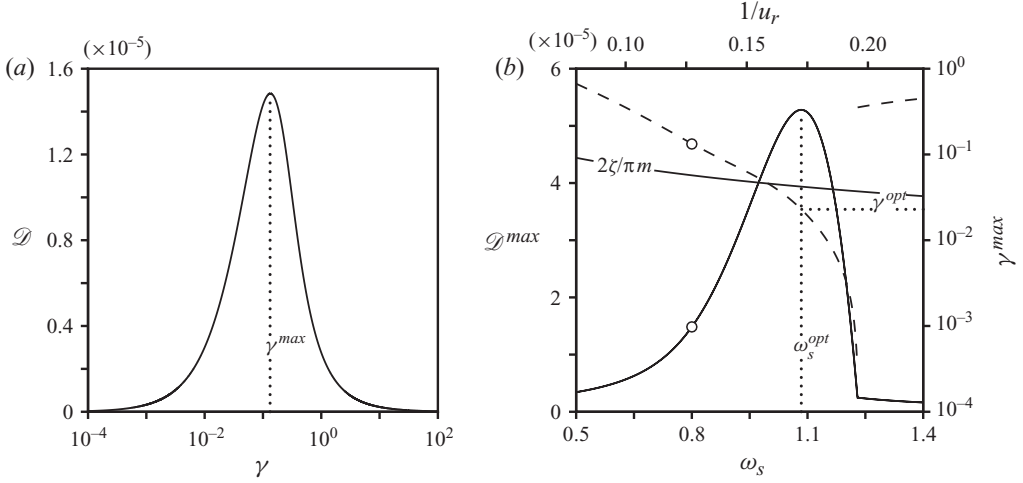 1/u_r
(×10⁻⁵) (×10⁻⁵) 0.10 0.15 0.20
(a) (b)
1.6 6 10⁰
1.2 2ζ/πm 10⁻¹
4 γ^opt
𝒟 0.8 𝒟^max 10⁻² γ^max
2
0.4 γ^max ω_s^opt 10⁻³
0 0 10⁻⁴
10⁻⁴ 10⁻² 10⁰ 10² 0.5 0.8 1.1 1.4
γ ω_s